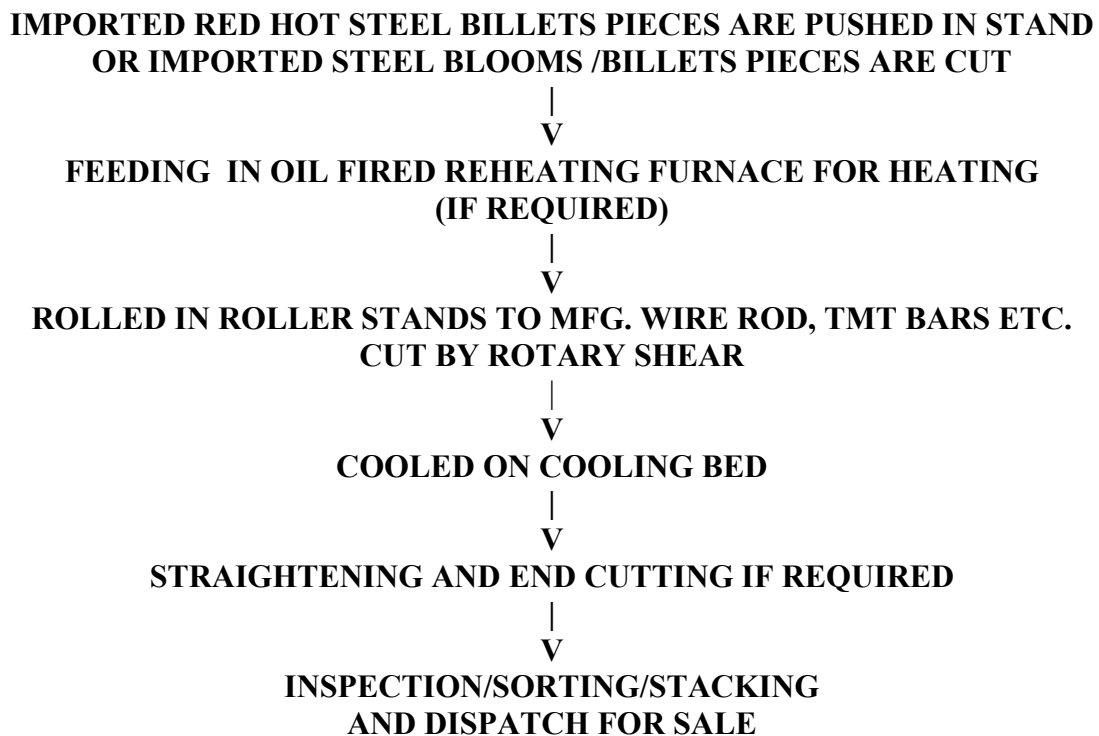 IMPORTED RED HOT STEEL BILLETS PIECES ARE PUSHED IN STAND
OR IMPORTED STEEL BLOOMS /BILLETS PIECES ARE CUT
|
V
FEEDING IN OIL FIRED REHEATING FURNACE FOR HEATING
(IF REQUIRED)
|
V
ROLLED IN ROLLER STANDS TO MFG. WIRE ROD, TMT BARS ETC.
CUT BY ROTARY SHEAR
|
V
COOLED ON COOLING BED
|
V
STRAIGHTENING AND END CUTTING IF REQUIRED
|
V
INSPECTION/SORTING/STACKING
AND DISPATCH FOR SALE